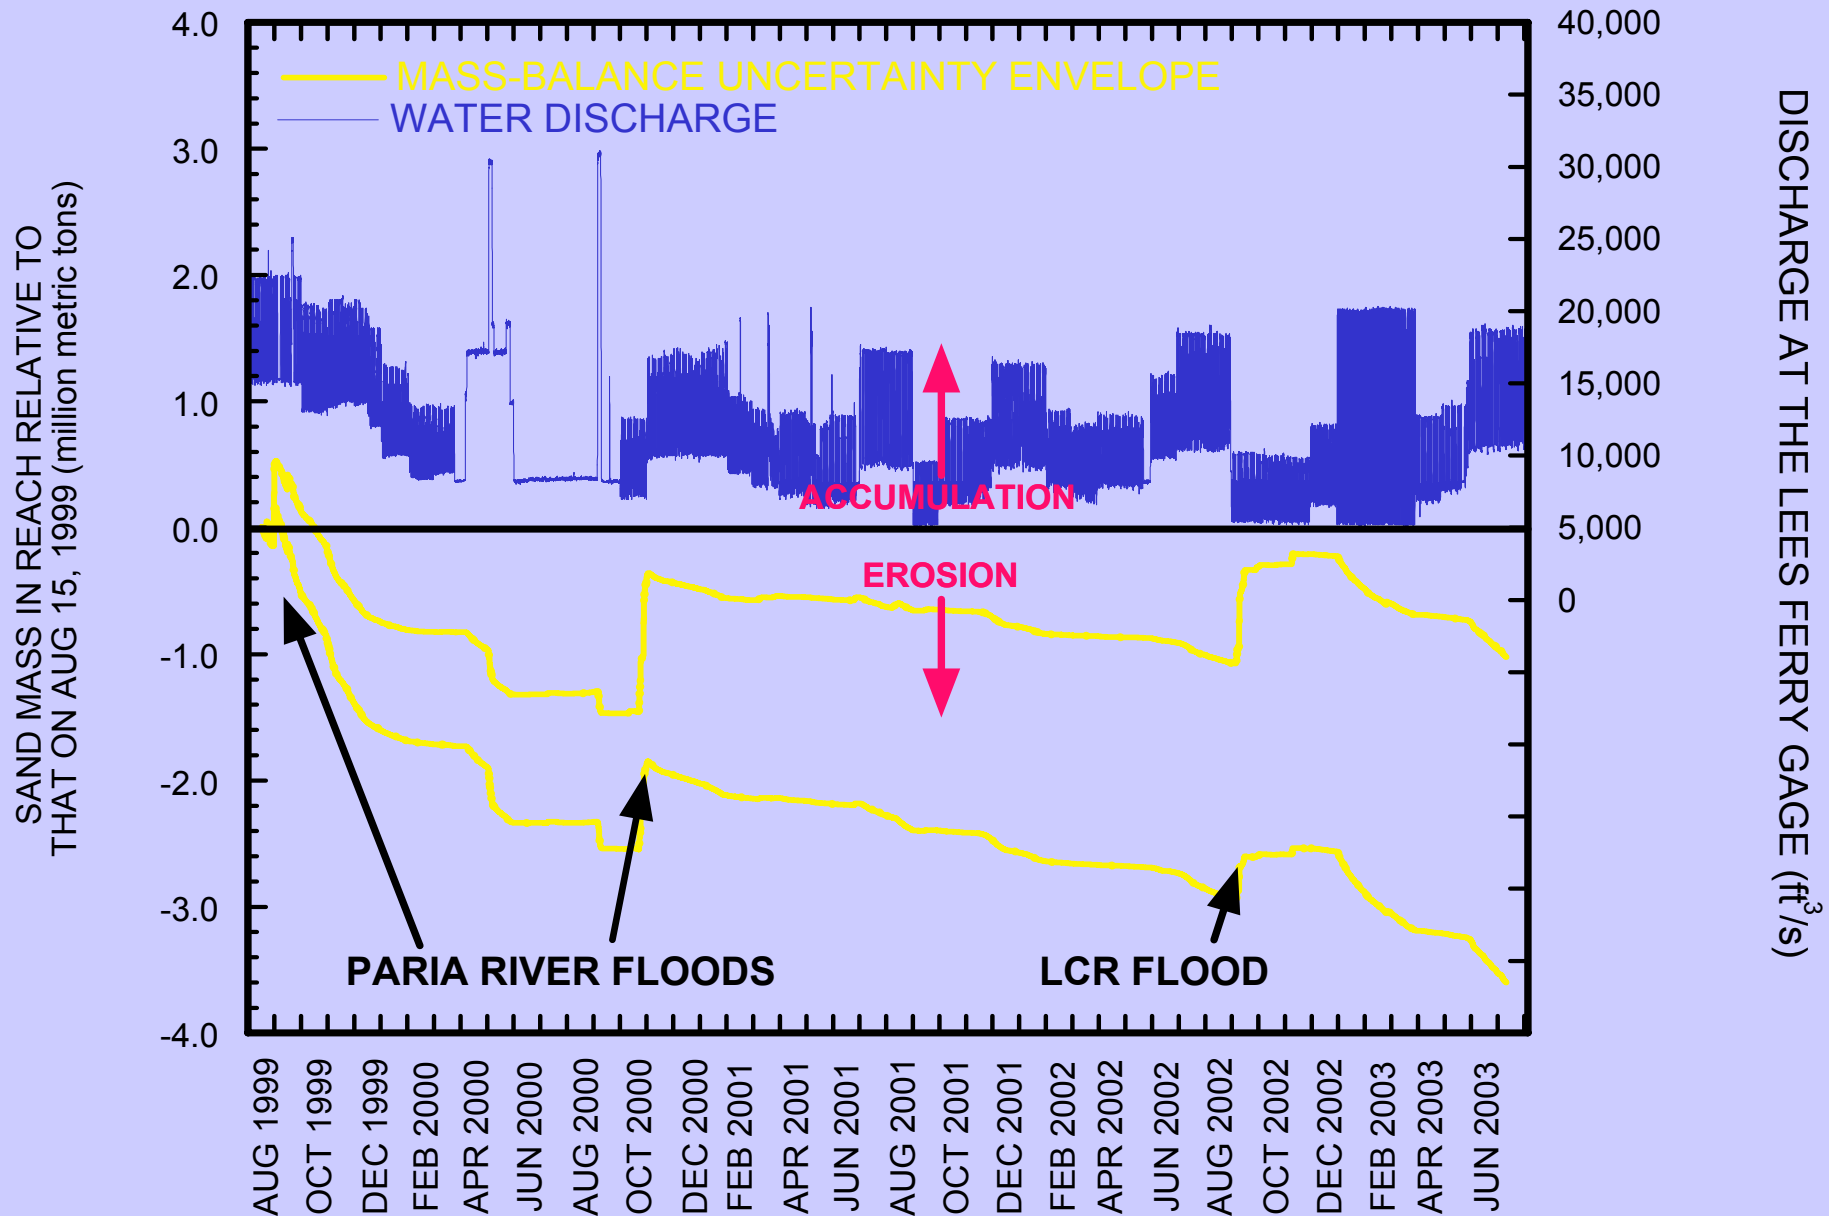 MASS-BALANCE UNCERTAINTY ENVELOPE
WATER DISCHARGE
SAND MASS IN REACH RELATIVE TO
THAT ON AUG 15, 1999 (million metric tons)
4.0
3.0
2.0
1.0
0.0
-1.0
-2.0
-3.0
-4.0
40,000
35,000
30,000
25,000
20,000
15,000
10,000
5,000
0
DISCHARGE AT THE LEES FERRY GAGE (ft³/s)
ACCUMULATION
EROSION
PARIA RIVER FLOODS
LCR FLOOD
AUG 1999
OCT 1999
DEC 1999
FEB 2000
APR 2000
JUN 2000
AUG 2000
OCT 2000
DEC 2000
FEB 2001
APR 2001
JUN 2001
AUG 2001
OCT 2001
DEC 2001
FEB 2002
APR 2002
JUN 2002
AUG 2002
OCT 2002
DEC 2002
FEB 2003
APR 2003
JUN 2003